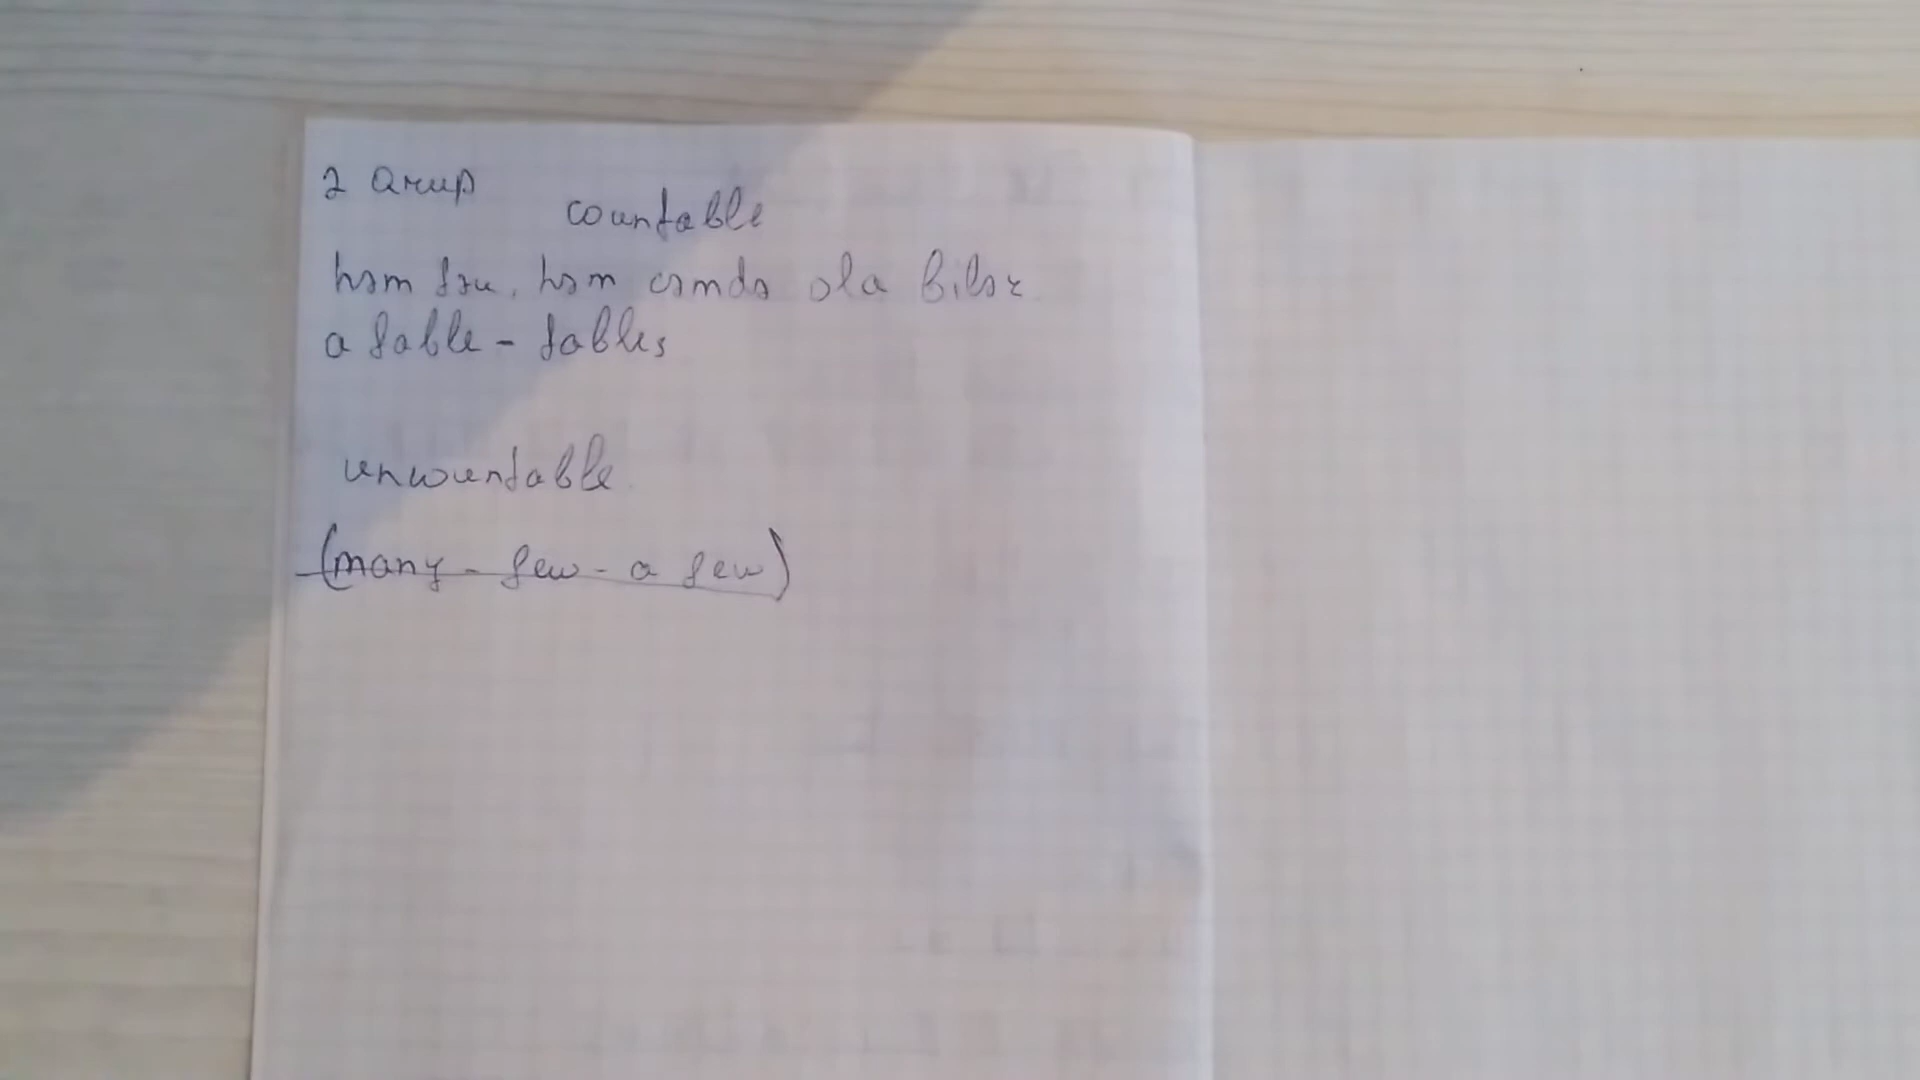 2 qrup
countable
həm tək, həm cəmdə ola bilər
a table - tables
uncountable
(many - few - a few)